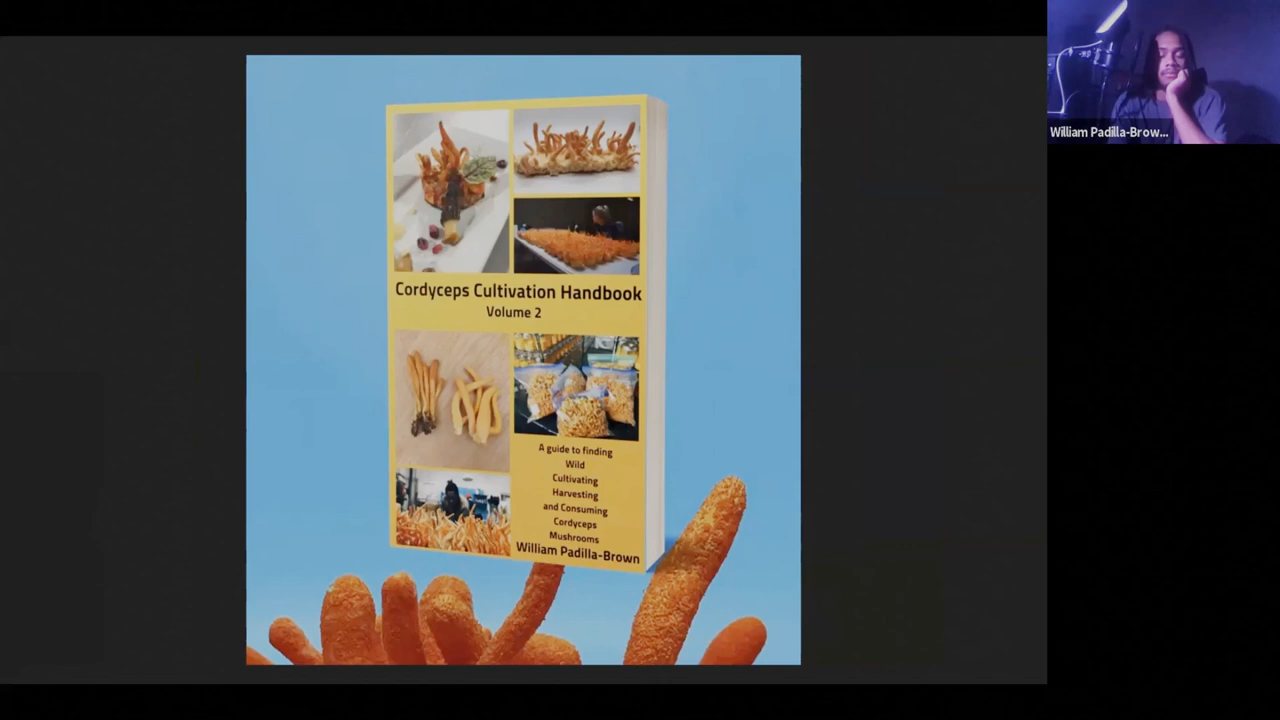 Cordyceps Cultivation Handbook
Volume 2
A guide to finding
Wild
Cultivating
Harvesting
and Consuming
Cordyceps
Mushrooms
William Padilla-Brown
William Padilla-Brow...